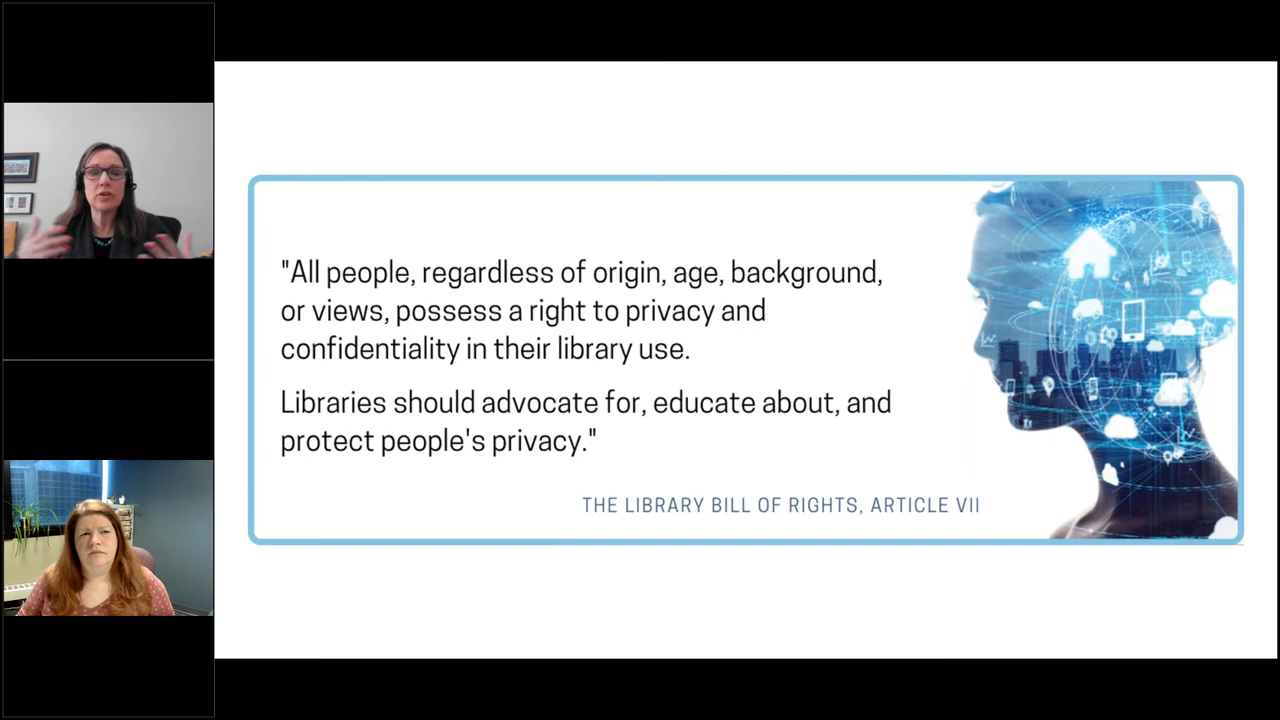 "All people, regardless of origin, age, background,
or views, possess a right to privacy and
confidentiality in their library use.
Libraries should advocate for, educate about, and
protect people's privacy."
THE LIBRARY BILL OF RIGHTS, ARTICLE VII